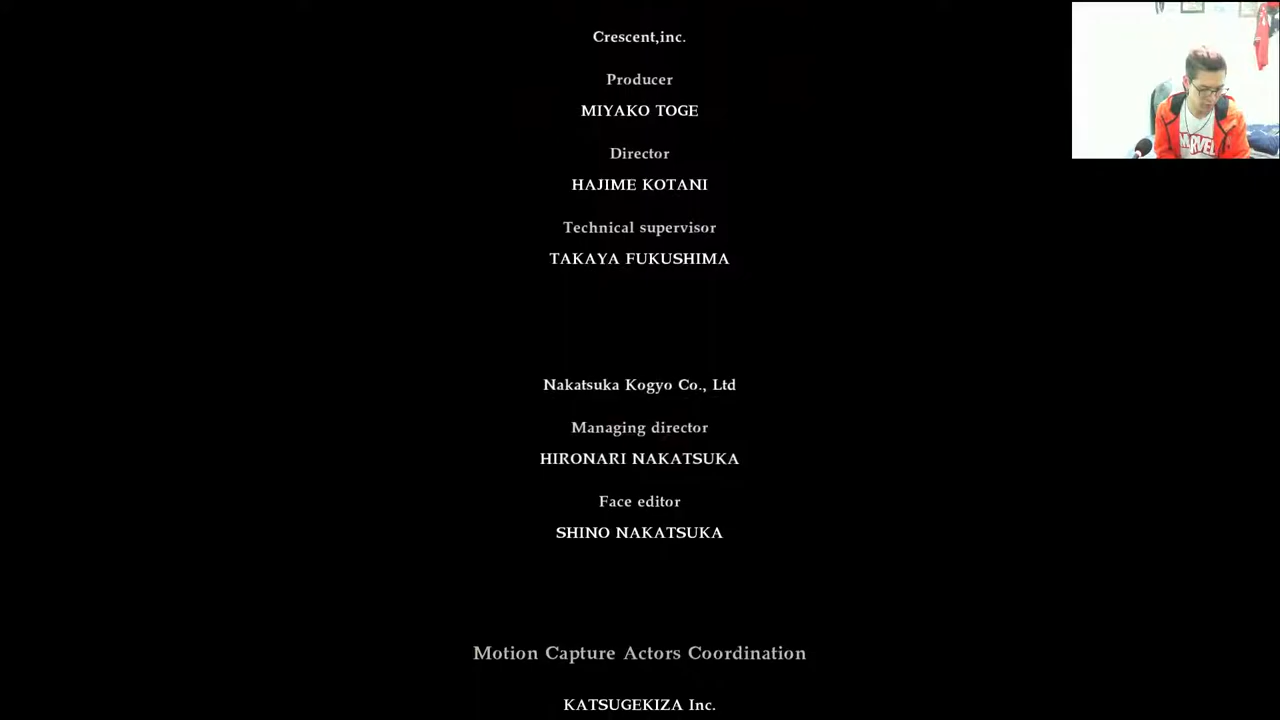 Crescent,inc.
Producer
MIYAKO TOGE
Director
HAJIME KOTANI
Technical supervisor
TAKAYA FUKUSHIMA
Nakatsuka Kogyo Co., Ltd
Managing director
HIRONARI NAKATSUKA
Face editor
SHINO NAKATSUKA
Motion Capture Actors Coordination
KATSUGEKIZA Inc.
MARVEL